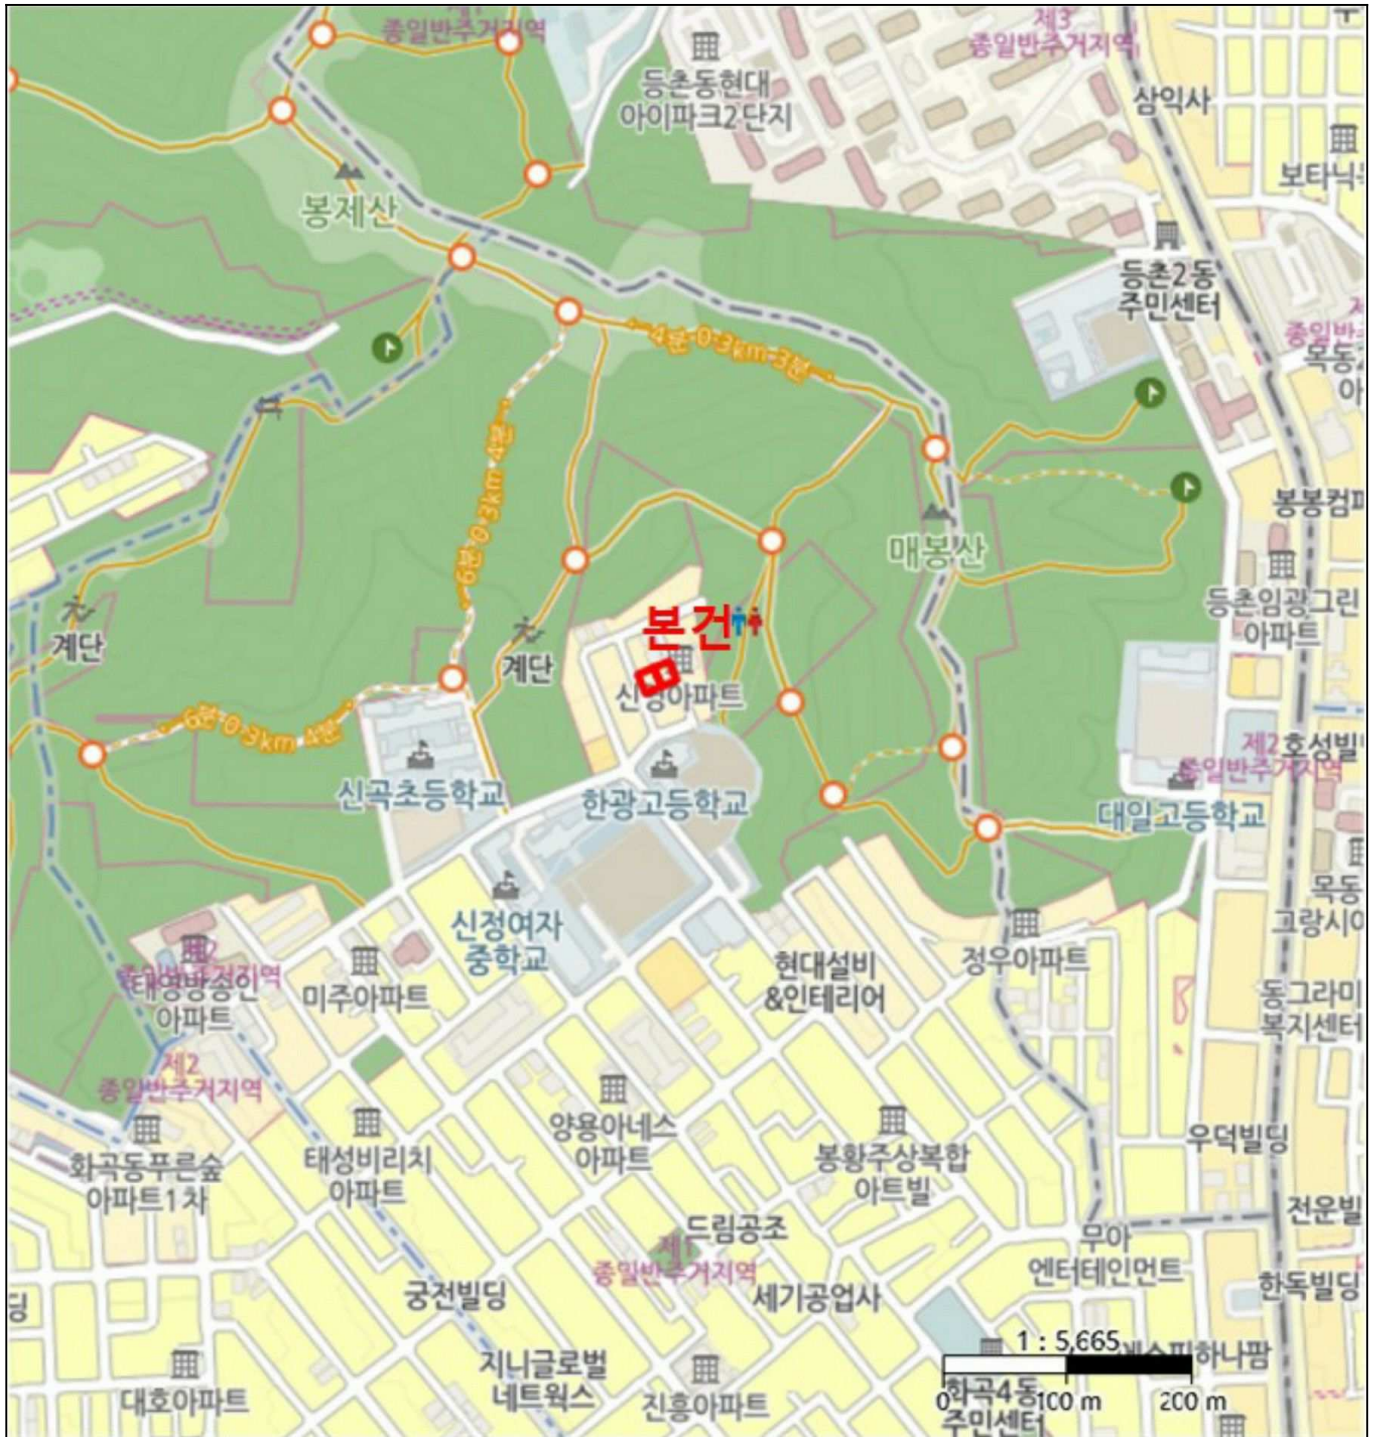 종일반주거지역
제3
종일반주거지역
등촌동현대
아이파크2단지
삼익사
보타닉
봉제산
등촌2동
주민센터
종일반
목동
아
4분 0.3km 3분
6분 0.3km 4분
매봉산
봉봉컴퓨
등촌임광그린
아파트
본건
계단
계단
신영아파트
6분 0.3km 4분
신곡초등학교
한광고등학교
제2
종일반주거지역
홍성빌
대일고등학교
목동
그랑시아
신정여자
중학교
현대설비
&인테리어
정우아파트
제2
종일반주거지역
태영방송인
아파트
미주아파트
동그라미
복지센터
제2
종일반주거지역
양용아네스
아파트
봉황주상복합
아트빌
우덕빌딩
화곡동푸른숲
아파트1차
태성비리치
아파트
전운빌
드림공조
제1
종일반주거지역
무아
엔터테인먼트
세기공업사
한독빌딩
궁전빌딩
딩
1 : 5,665
하나팜
지니글로벌
네트웍스
대호아파트
진흥아파트
0 100 m 200 m
화곡4동
주민센터